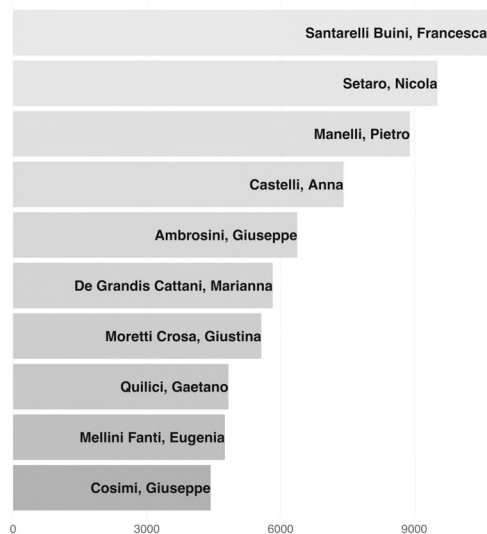 Santarelli Buini, Francesca
Setaro, Nicola
Manelli, Pietro
Castelli, Anna
Ambrosini, Giuseppe
De Grandis Cattani, Marianna
Moretti Crosa, Giustina
Quilici, Gaetano
Mellini Fanti, Eugenia
Cosimi, Giuseppe
0 3000 6000 9000